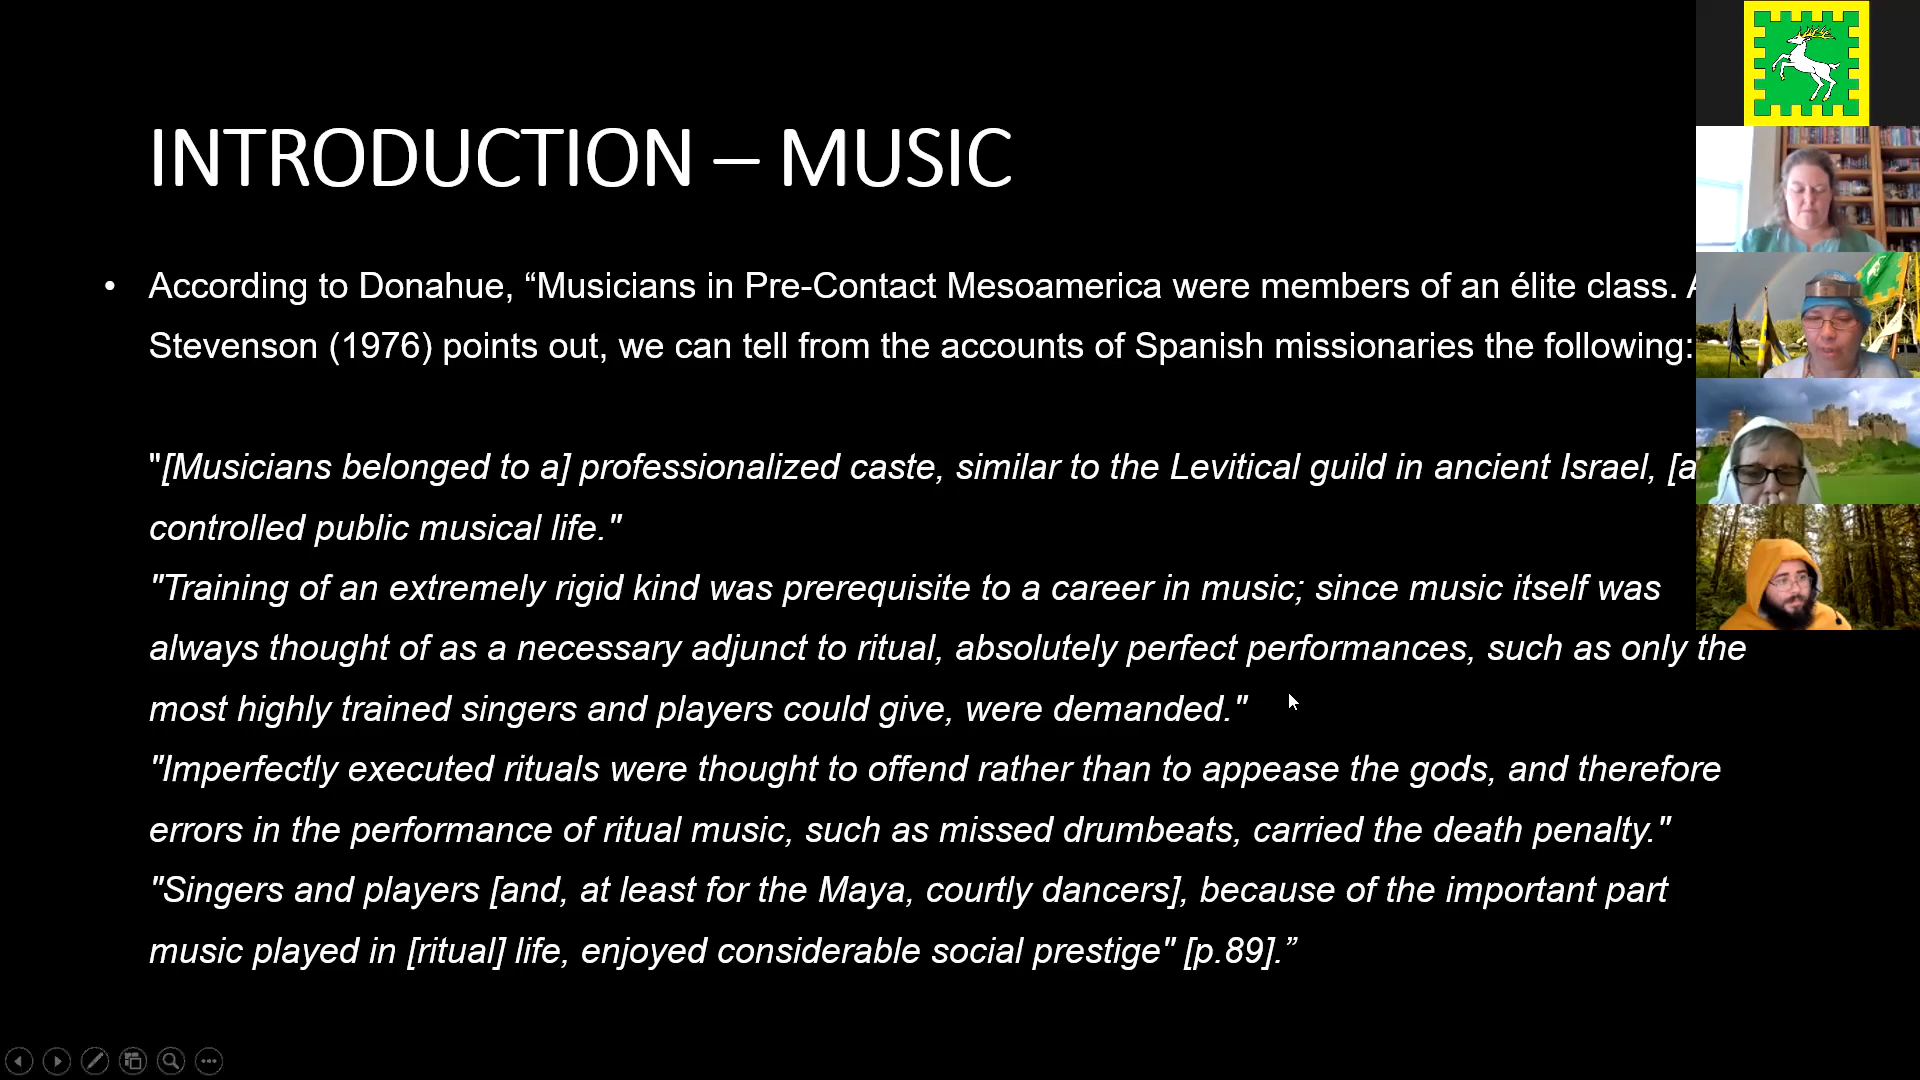 INTRODUCTION – MUSIC
• According to Donahue, “Musicians in Pre-Contact Mesoamerica were members of an élite class.
Stevenson (1976) points out, we can tell from the accounts of Spanish missionaries the following:
"[Musicians belonged to a] professionalized caste, similar to the Levitical guild in ancient Israel,
controlled public musical life."
"Training of an extremely rigid kind was prerequisite to a career in music; since music itself was
always thought of as a necessary adjunct to ritual, absolutely perfect performances, such as only the
most highly trained singers and players could give, were demanded."
"Imperfectly executed rituals were thought to offend rather than to appease the gods, and therefore
errors in the performance of ritual music, such as missed drumbeats, carried the death penalty."
"Singers and players [and, at least for the Maya, courtly dancers], because of the important part
music played in [ritual] life, enjoyed considerable social prestige" [p.89].”